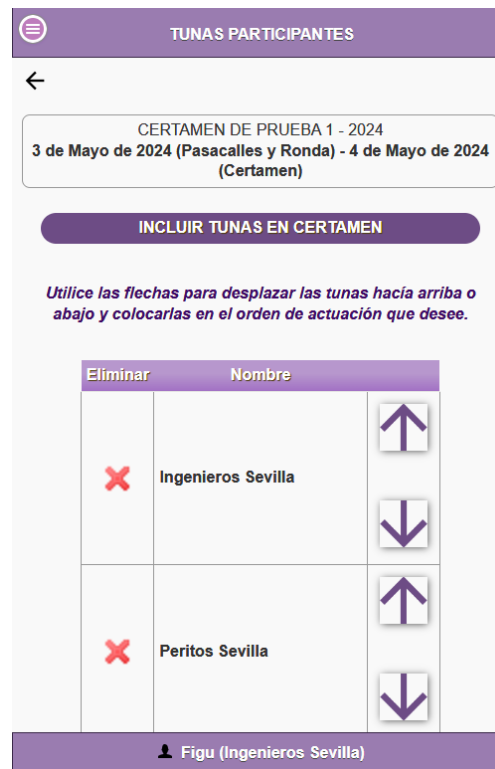 TUNAS PARTICIPANTES
CERTAMEN DE PRUEBA 1 - 2024
3 de Mayo de 2024 (Pasacalles y Ronda) - 4 de Mayo de 2024
(Certamen)
INCLUIR TUNAS EN CERTAMEN
Utilice las flechas para desplazar las tunas hacía arriba o
abajo y colocarlas en el orden de actuación que desee.
Eliminar Nombre
Ingenieros Sevilla
Peritos Sevilla
Figu (Ingenieros Sevilla)